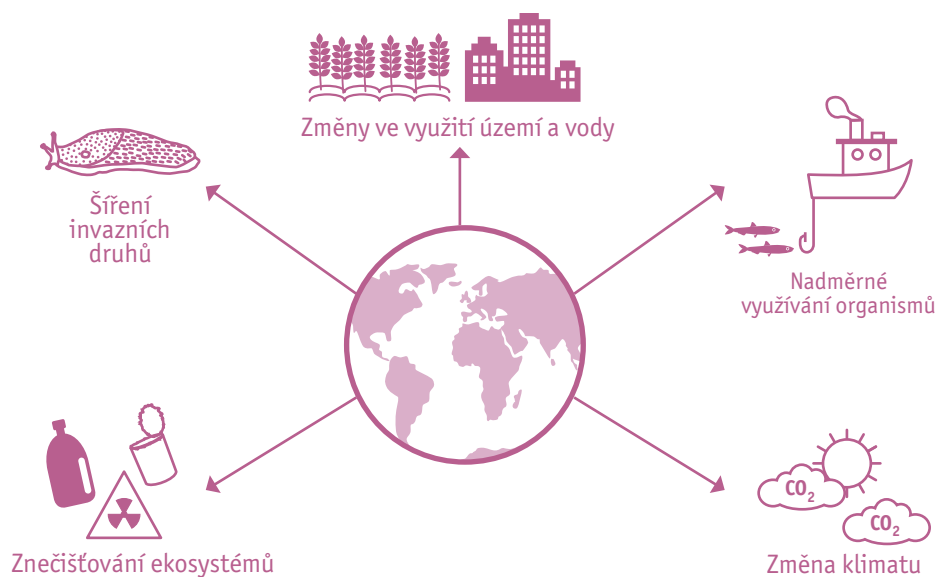 Změny ve využití území a vody
Šíření
invazních
druhů
Nadměrné
využívání organismů
CO₂
CO₂
Znečišťování ekosystémů
Změna klimatu